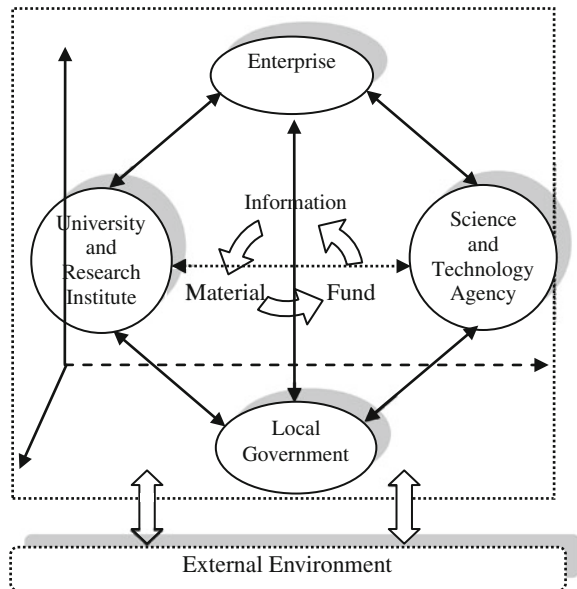 Enterprise
Information
University
and
Research
Institute
Science
and
Technology
Agency
Material
Fund
Local
Government
External Environment